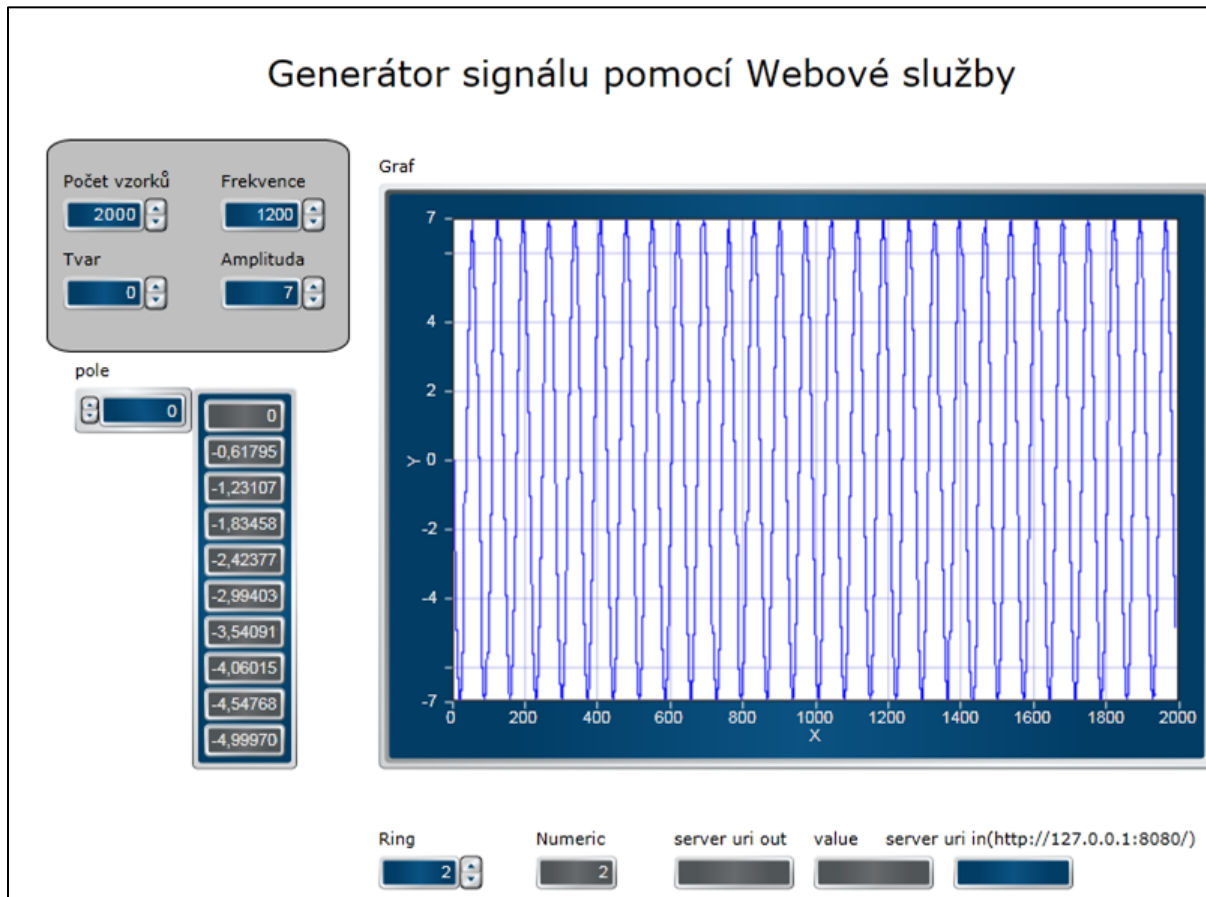 Generátor signálu pomocí Webové služby
Počet vzorků Frekvence
2000 1200
Tvar Amplituda
0 7
pole
0
0
-0,61795
-1,23107
-1,83458
-2,42377
-2,99403
-3,54091
-4,06015
-4,54768
-4,99970
Graf
7
4
2
Y 0
-2
-4
-7
0 200 400 600 800 1000 1200 1400 1600 1800 2000
X
Ring Numeric server uri out value server uri in(http://127.0.0.1:8080/)
2 2